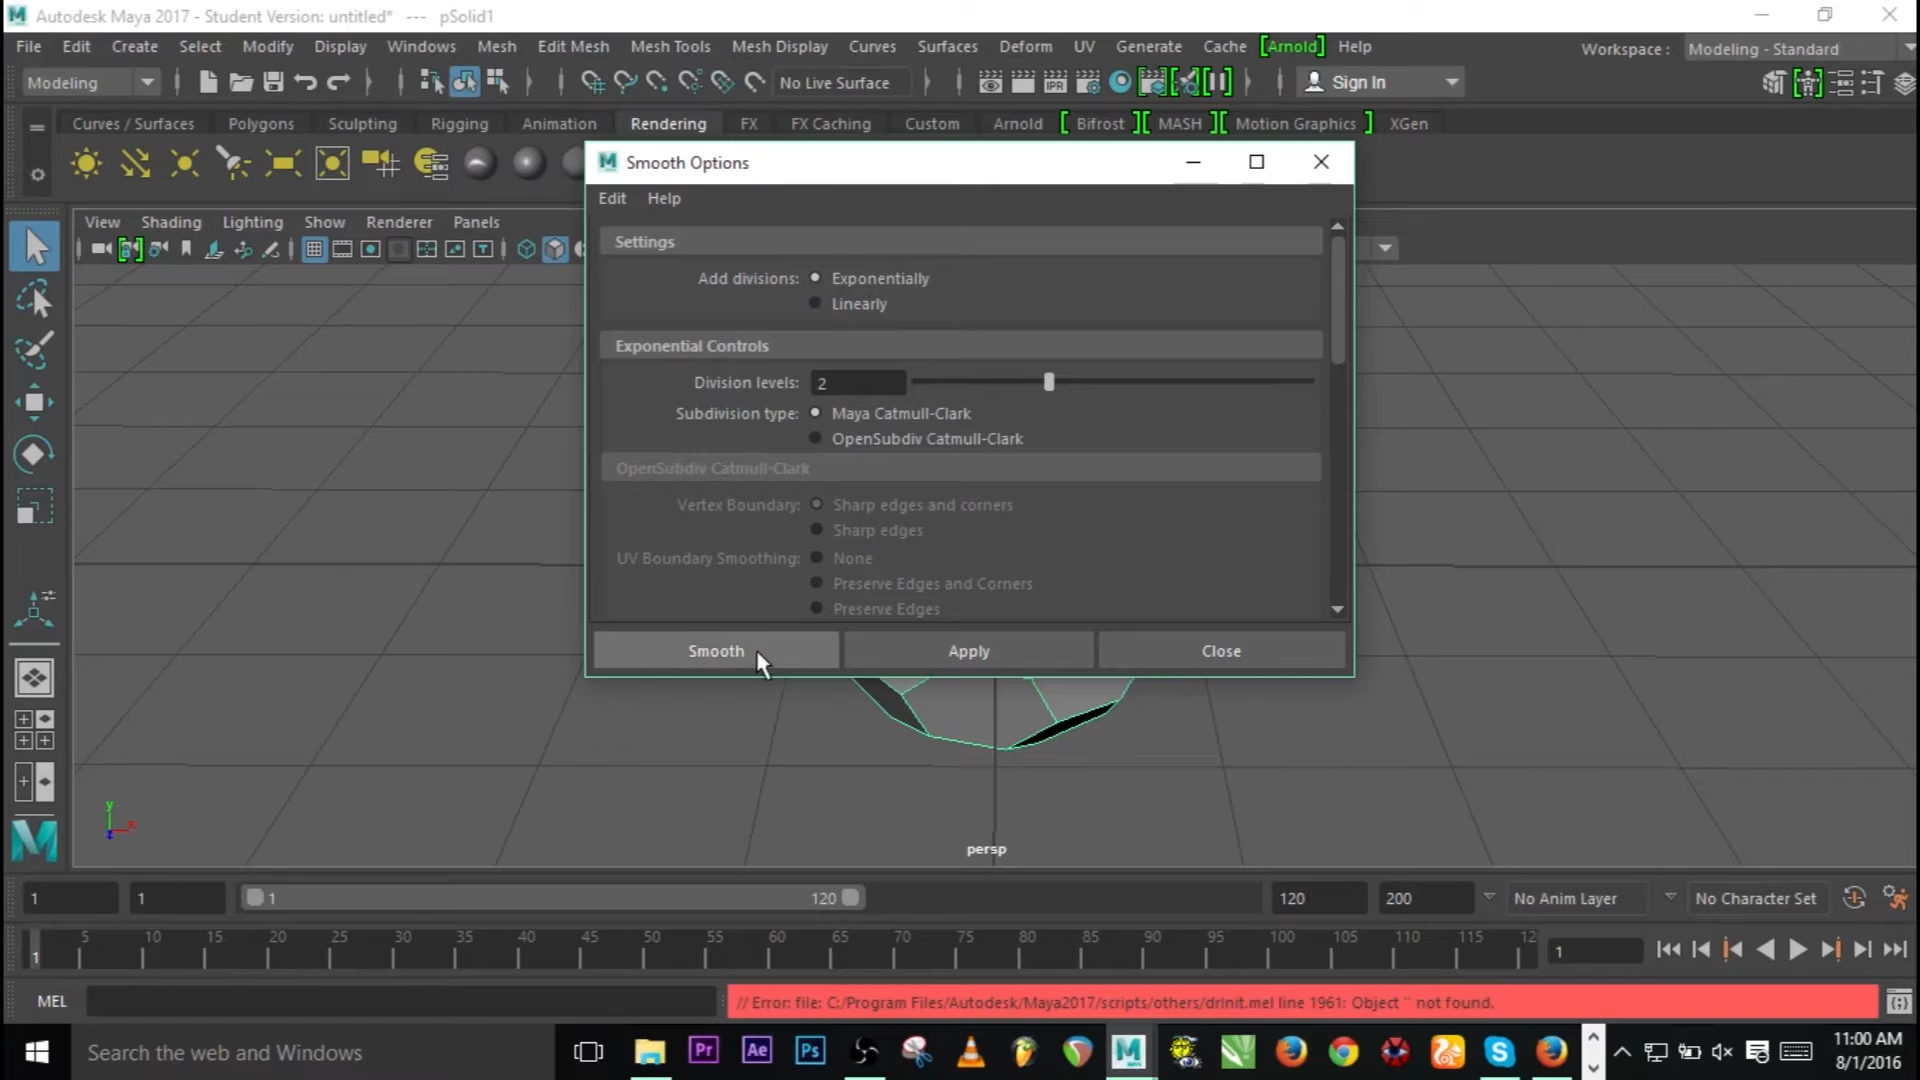 Autodesk Maya 2017 - Student Version: untitled* --- pSolid1
File Edit Create Select Modify Display Windows Mesh Edit Mesh Mesh Tools Mesh Display Curves Surfaces Deform UV Generate Cache [Arnold] Help Workspace : Modeling - Standard
Modeling No Live Surface IPR Sign In
Curves / Surfaces Polygons Sculpting Rigging Animation Rendering FX FX Caching Custom Arnold [ Bifrost ][ MASH ][ Motion Graphics ] XGen
Smooth Options
Edit Help
View Shading Lighting Show Renderer Panels
Settings
Add divisions: Exponentially
Linearly
Exponential Controls
Division levels: 2
Subdivision type: Maya Catmull-Clark
OpenSubdiv Catmull-Clark
OpenSubdiv Catmull-Clark
Vertex Boundary: Sharp edges and corners
Sharp edges
UV Boundary Smoothing: None
Preserve Edges and Corners
Preserve Edges
Smooth Apply Close
y x z
persp
1 1 1 120 120 200 No Anim Layer No Character Set
5 10 15 20 25 30 35 40 45 50 55 60 65 70 75 80 85 90 95 100 105 110 115 12
1 1
MEL // Error: file: C:/Program Files/Autodesk/Maya2017/scripts/others/drInit.mel line 1961: Object '' not found.
Search the web and Windows Pr Ae Ps 11:00 AM
8/1/2016